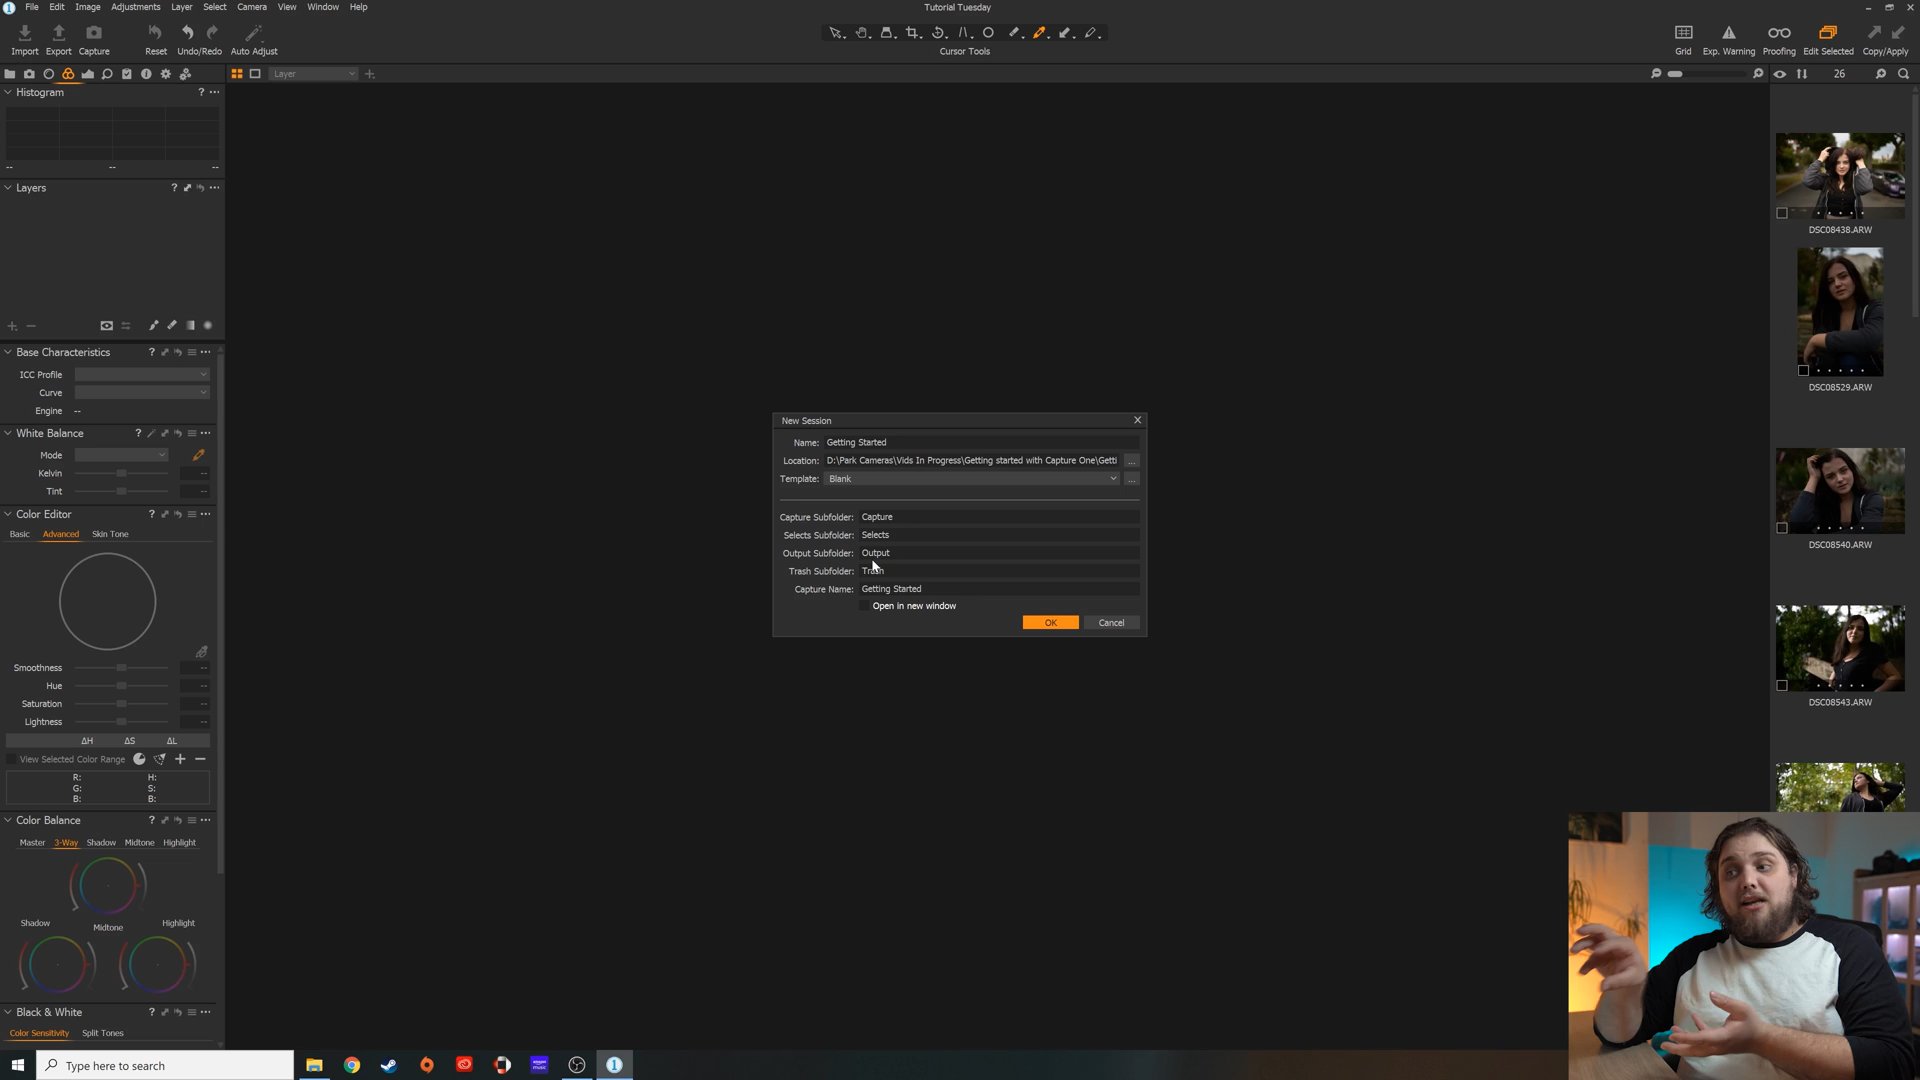 File Edit Image Adjustments Layer Select Camera View Window Help
Tutorial Tuesday
Import Export Capture Reset Undo/Redo Auto Adjust
Cursor Tools
Grid Exp. Warning Proofing Edit Selected Copy/Apply
Layer
26
Histogram
-- -- --
Layers
Base Characteristics
ICC Profile
Curve
Engine --
White Balance
Mode
Kelvin --
Tint --
Color Editor
Basic Advanced Skin Tone
Smoothness --
Hue --
Saturation --
Lightness --
ΔH ΔS ΔL
View Selected Color Range
R: H:
G: S:
B: B:
Color Balance
Master 3-Way Shadow Midtone Highlight
Shadow Midtone Highlight
Black & White
Color Sensitivity Split Tones
New Session
Name: Getting Started
Location: D:\Park Cameras\Vids In Progress\Getting started with Capture One\Getti ...
Template: Blank ...
Capture Subfolder: Capture
Selects Subfolder: Selects
Output Subfolder: Output
Trash Subfolder: Trash
Capture Name: Getting Started
Open in new window
OK Cancel
DSC08438.ARW
DSC08529.ARW
DSC08540.ARW
DSC08543.ARW
Type here to search